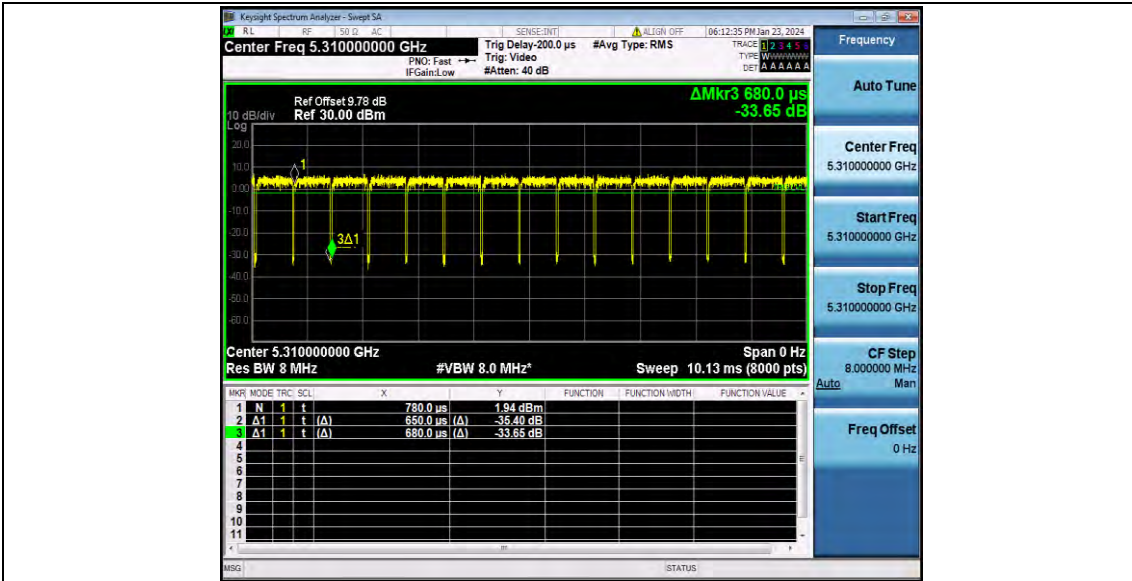 Keysight Spectrum Analyzer - Swept SA
RL RF 50 Ω AC SENSE:INT ALIGN OFF 06:12:35 PM Jan 23, 2024
Center Freq 5.310000000 GHz
PNO: Fast
IFGain:Low
Trig Delay-200.0 µs
Trig: Video
#Atten: 40 dB
#Avg Type: RMS
TRACE 1 2 3 4 5 6
TYPE W
DET A A A A A A
Frequency
ΔMkr3 680.0 µs
-33.65 dB
Ref Offset 9.78 dB
10 dB/div Ref 30.00 dBm
Log
20.0
10.0
0.00
-10.0
-20.0
-30.0
-40.0
-50.0
-60.0
1
3Δ1
Center 5.310000000 GHz Span 0 Hz
Res BW 8 MHz #VBW 8.0 MHz* Sweep 10.13 ms (8000 pts)
MKR MODE TRC SCL X Y FUNCTION FUNCTION WIDTH FUNCTION VALUE
1 N 1 t 780.0 µs 1.94 dBm
2 Δ1 1 t (Δ) 650.0 µs (Δ) -35.40 dB
3 Δ1 1 t (Δ) 680.0 µs (Δ) -33.65 dB
4
5
6
7
8
9
10
11
MSG STATUS
Auto Tune
Center Freq
5.310000000 GHz
Start Freq
5.310000000 GHz
Stop Freq
5.310000000 GHz
CF Step
8.000000 MHz
Auto Man
Freq Offset
0 Hz